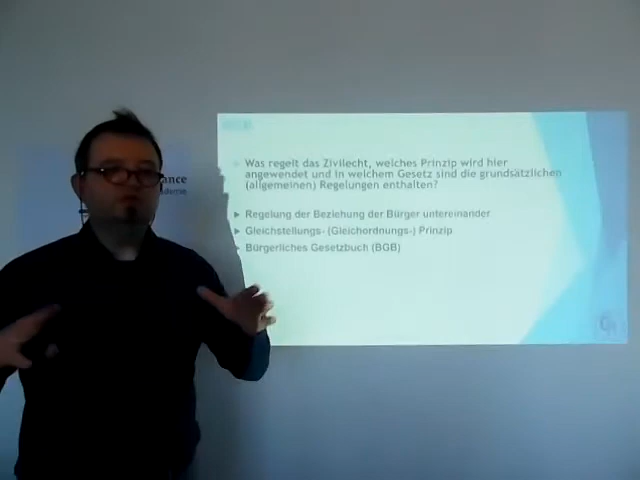 Was regelt das Zivilecht, welches Prinzip wird hier
angewendet und in welchem Gesetz sind die grundsätzlichen
(allgemeinen) Regelungen enthalten?
Regelung der Beziehung der Bürger untereinander
Gleichstellungs- (Gleichordnungs-) Prinzip
Bürgerliches Gesetzbuch (BGB)